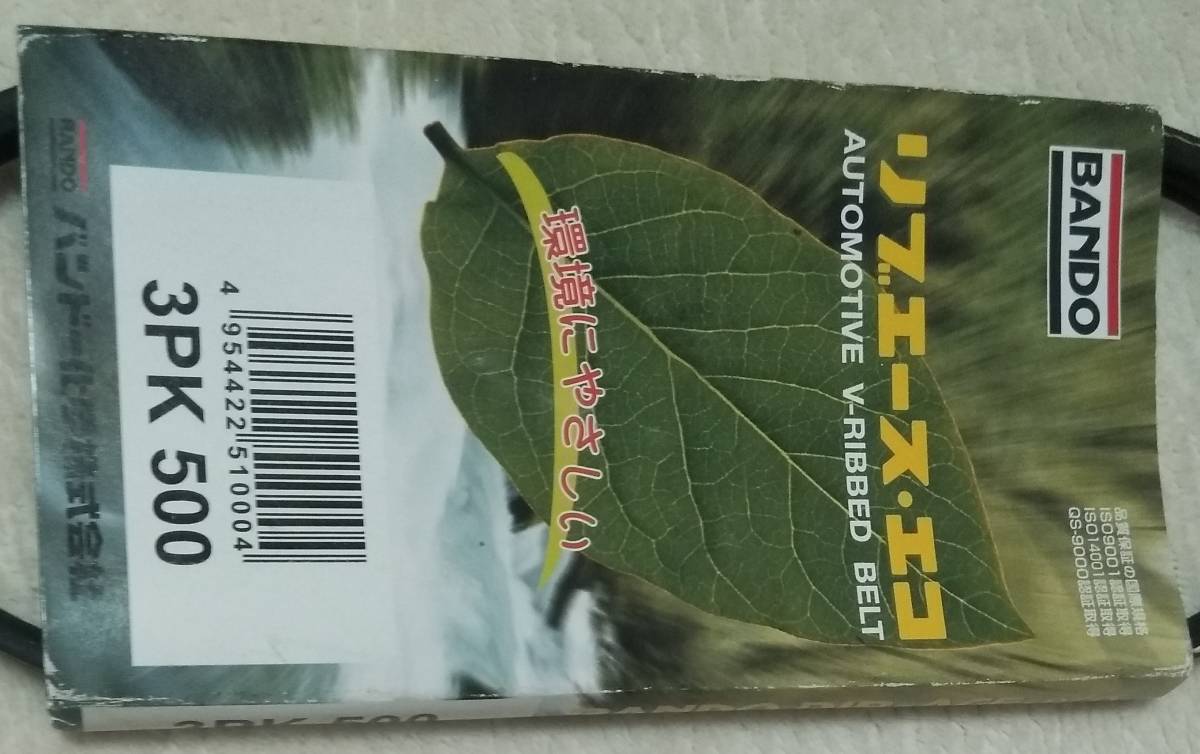 BANDO
品質保証の国際規格
ISO9001認証取得
ISO14001認証取得
QS-9000認証取得
リブエース・エコ
AUTOMOTIVE V-RIBBED BELT
環境にやさしい
4 954422 510004
3PK 500
BANDO バンドー化学株式会社
3PK 500